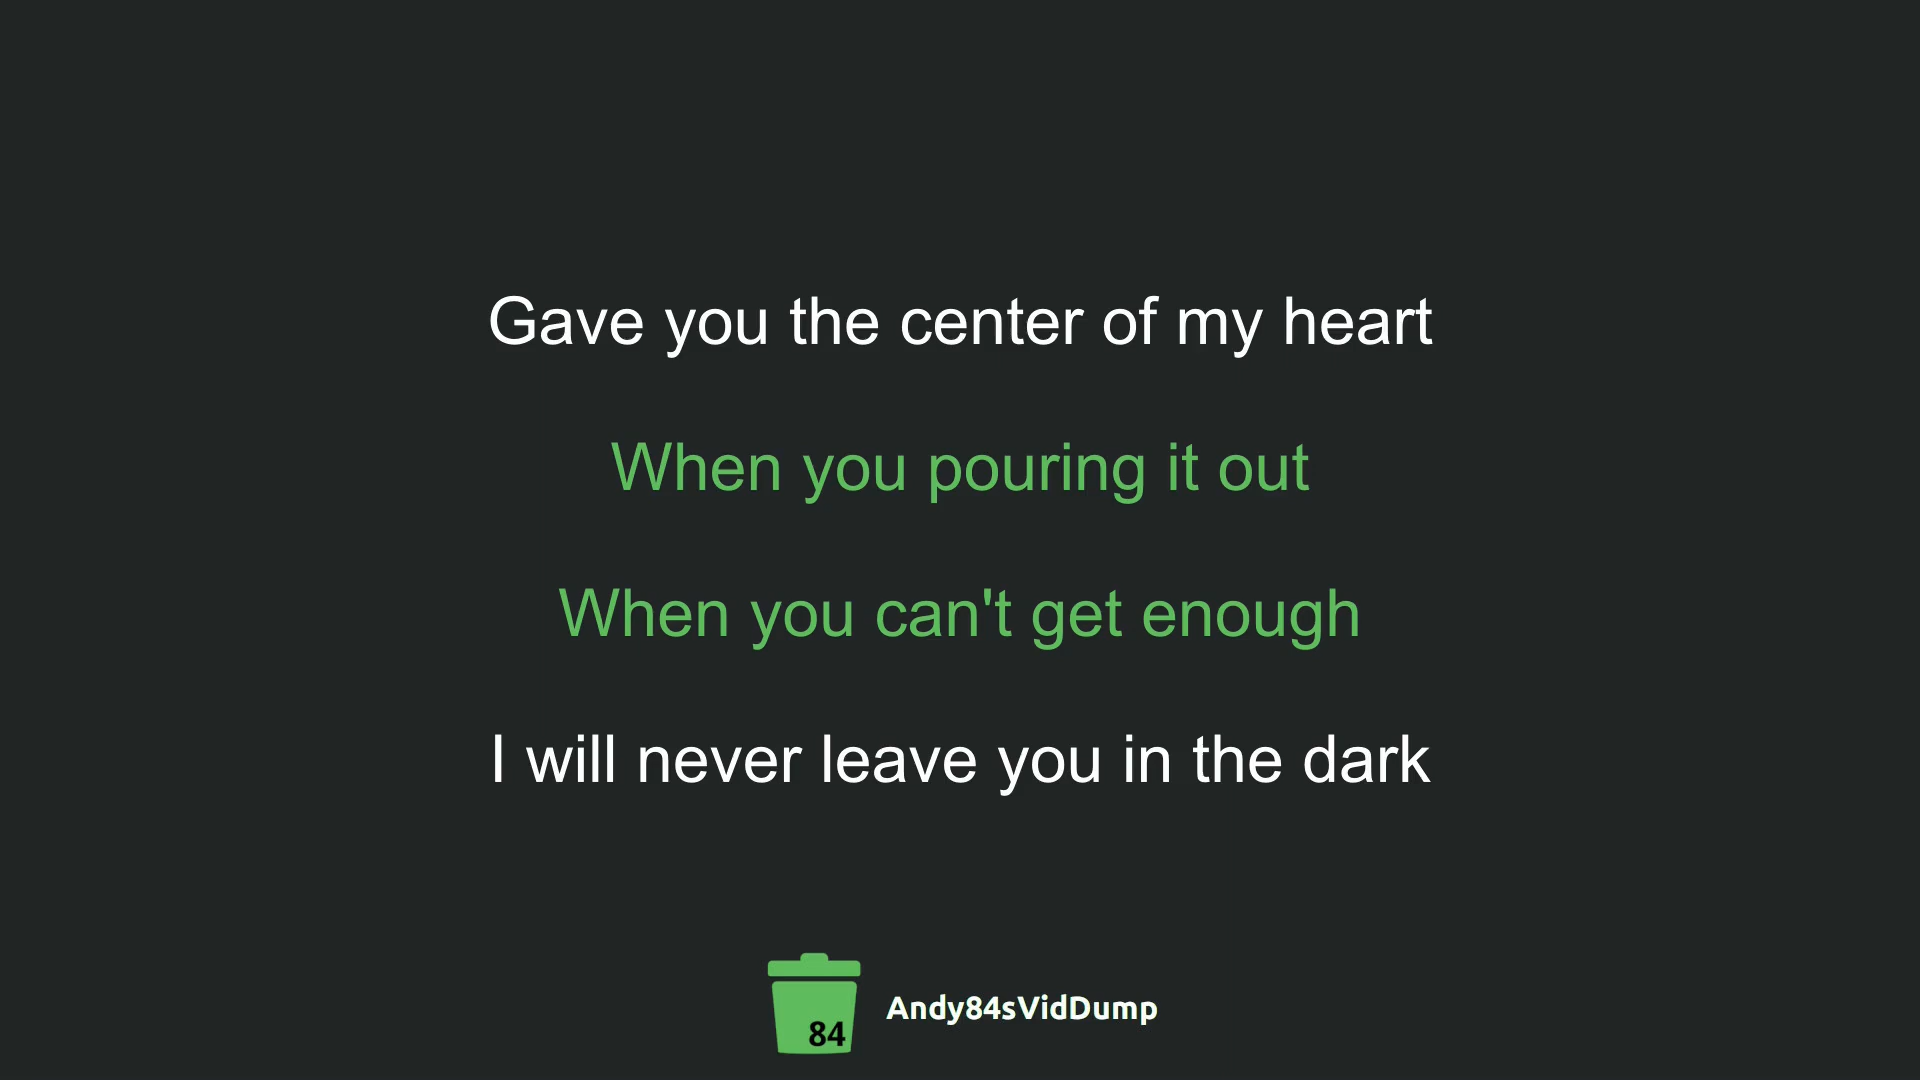 Gave you the center of my heart
When you pouring it out
When you can't get enough
I will never leave you in the dark
84
Andy84sVidDump